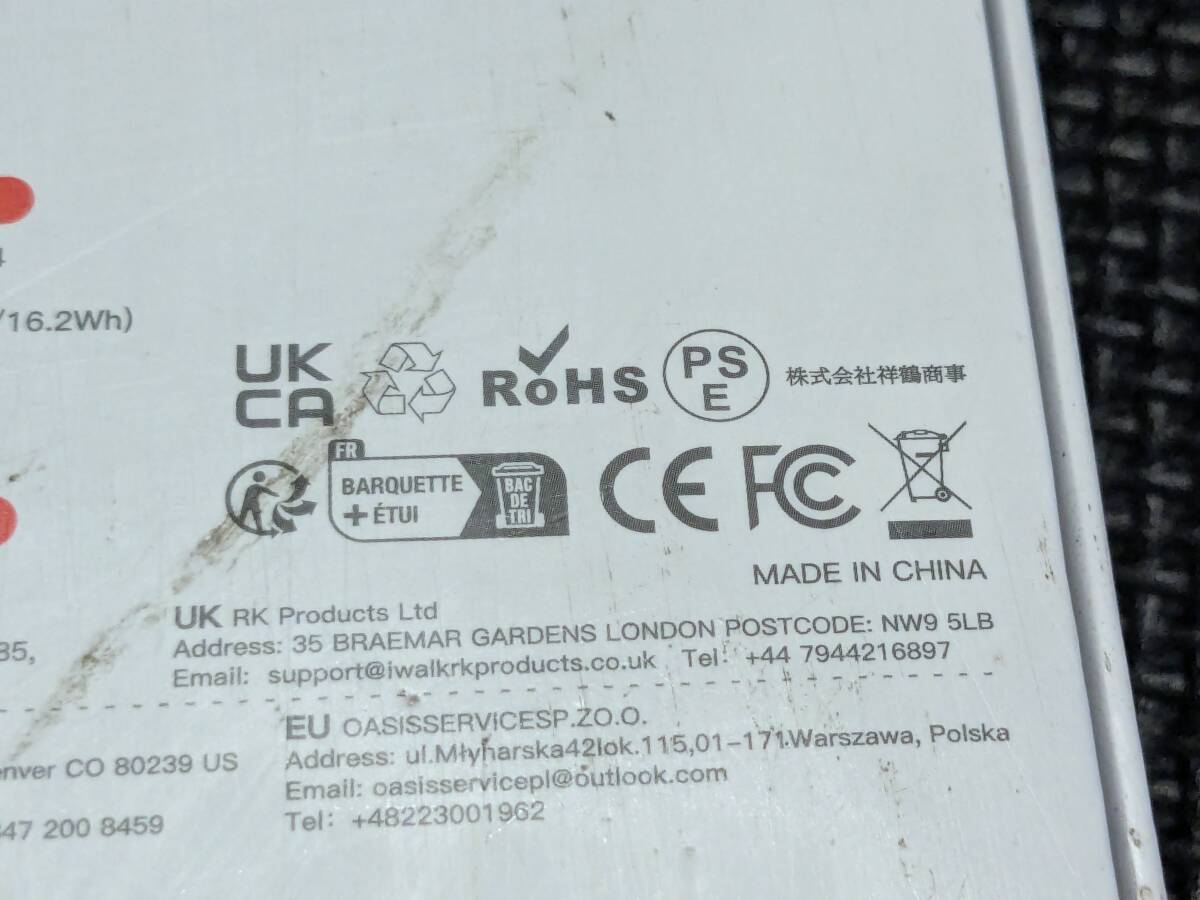 /16.2Wh)
UK
CA
RoHS
PS
E
株式会社祥鶴商事
FR
BARQUETTE
+ ÉTUI
BAC
DE
TRI
CE FC
MADE IN CHINA
UK RK Products Ltd
Address: 35 BRAEMAR GARDENS LONDON POSTCODE: NW9 5LB
Email: support@iwalkrkproducts.co.uk Tel: +44 7944216897
EU OASISSERVICESP.ZO.O.
Address: ul.Młynarska42lok.115,01-171.Warszawa, Polska
Email: oasisservicepl@outlook.com
Tel: +48223001962
CO 80239 US
200 8459